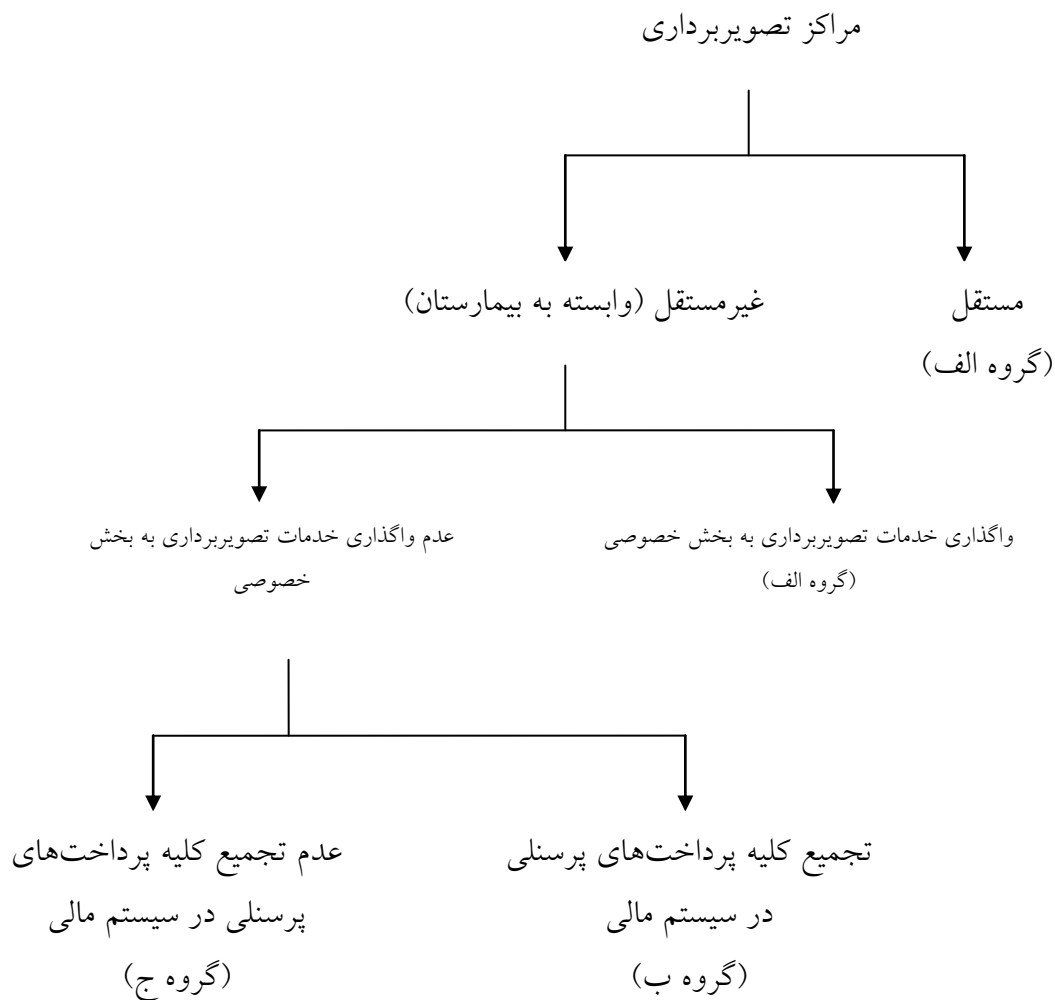 مراکز تصویربرداری
مستقل
(گروه الف)
غیرمستقل (وابسته به بیمارستان)
واگذاری خدمات تصویربرداری به بخش خصوصی
(گروه الف)
عدم واگذاری خدمات تصویربرداری به بخش
خصوصی
تجمیع کلیه پرداخت‌های پرسنلی
در سیستم مالی
(گروه ب)
عدم تجمیع کلیه پرداخت‌های
پرسنلی در سیستم مالی
(گروه ج)